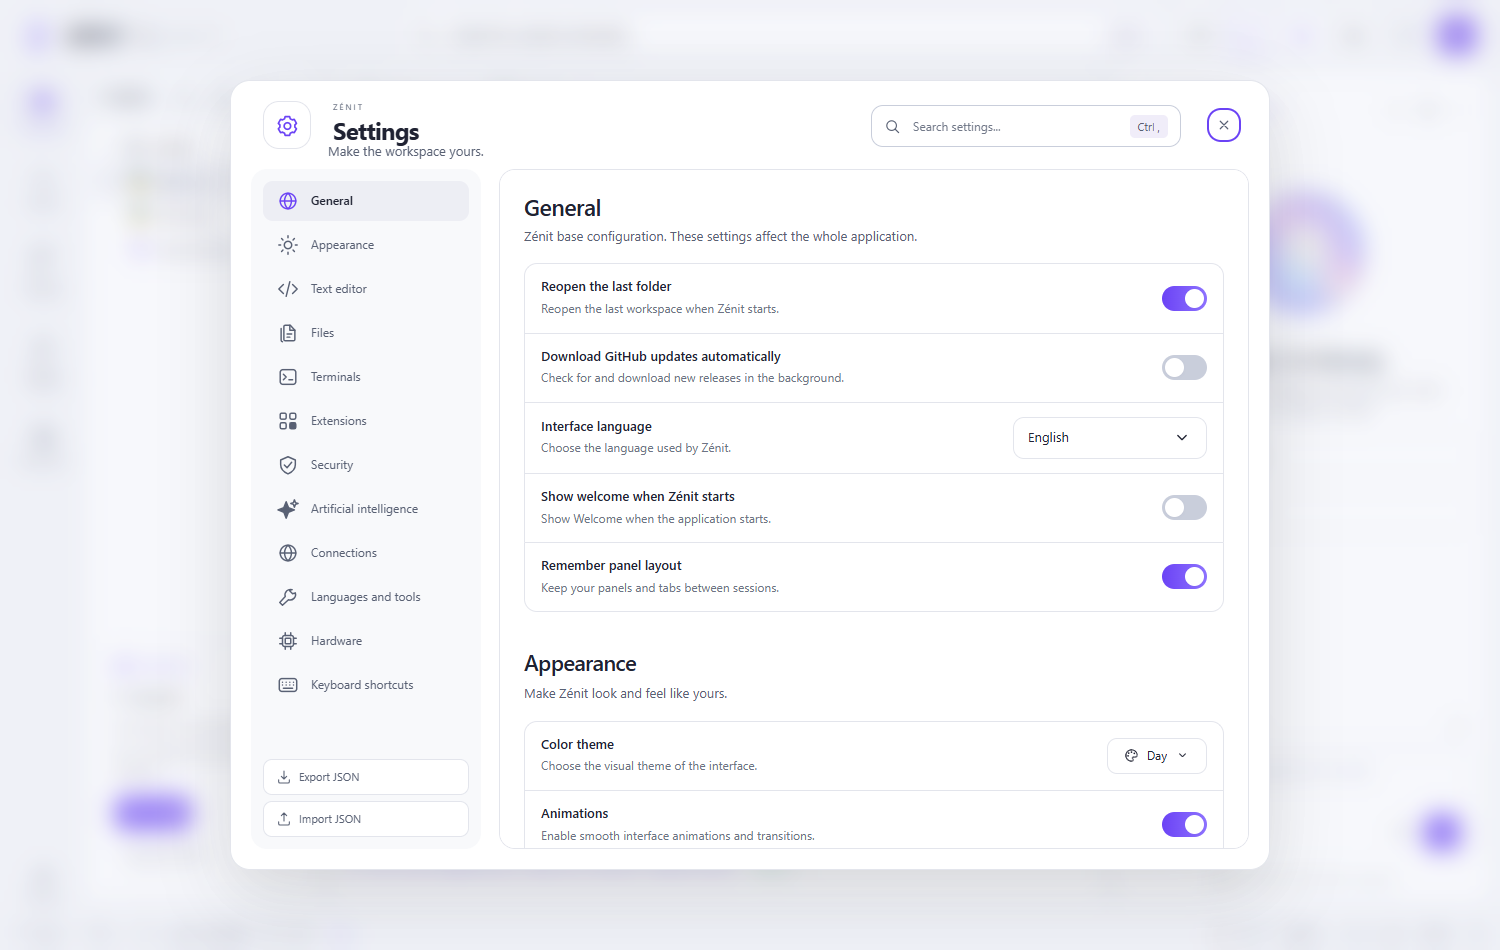 ZÉNIT
Settings
Make the workspace yours.
Search settings...
Ctrl ,
General
Appearance
Text editor
Files
Terminals
Extensions
Security
Artificial intelligence
Connections
Languages and tools
Hardware
Keyboard shortcuts
Export JSON
Import JSON
General
Zénit base configuration. These settings affect the whole application.
Reopen the last folder
Reopen the last workspace when Zénit starts.
Download GitHub updates automatically
Check for and download new releases in the background.
Interface language
Choose the language used by Zénit.
English
Show welcome when Zénit starts
Show Welcome when the application starts.
Remember panel layout
Keep your panels and tabs between sessions.
Appearance
Make Zénit look and feel like yours.
Color theme
Choose the visual theme of the interface.
Day
Animations
Enable smooth interface animations and transitions.